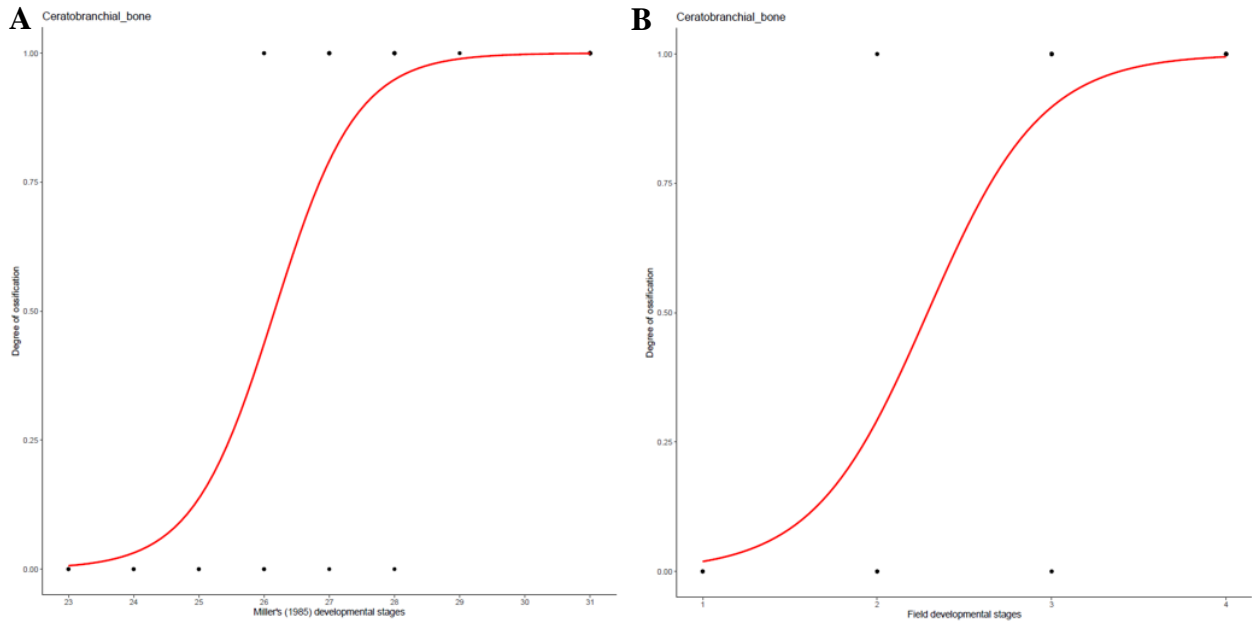 A
Ceratobranchial_bone
1.00
0.75
0.50
0.25
0.00
Degree of ossification
23 24 25 26 27 28 29 30 31
Miller's (1985) developmental stages
B
Ceratobranchial_bone
1.00
0.75
0.50
0.25
0.00
Degree of ossification
1 2 3 4
Field developmental stages